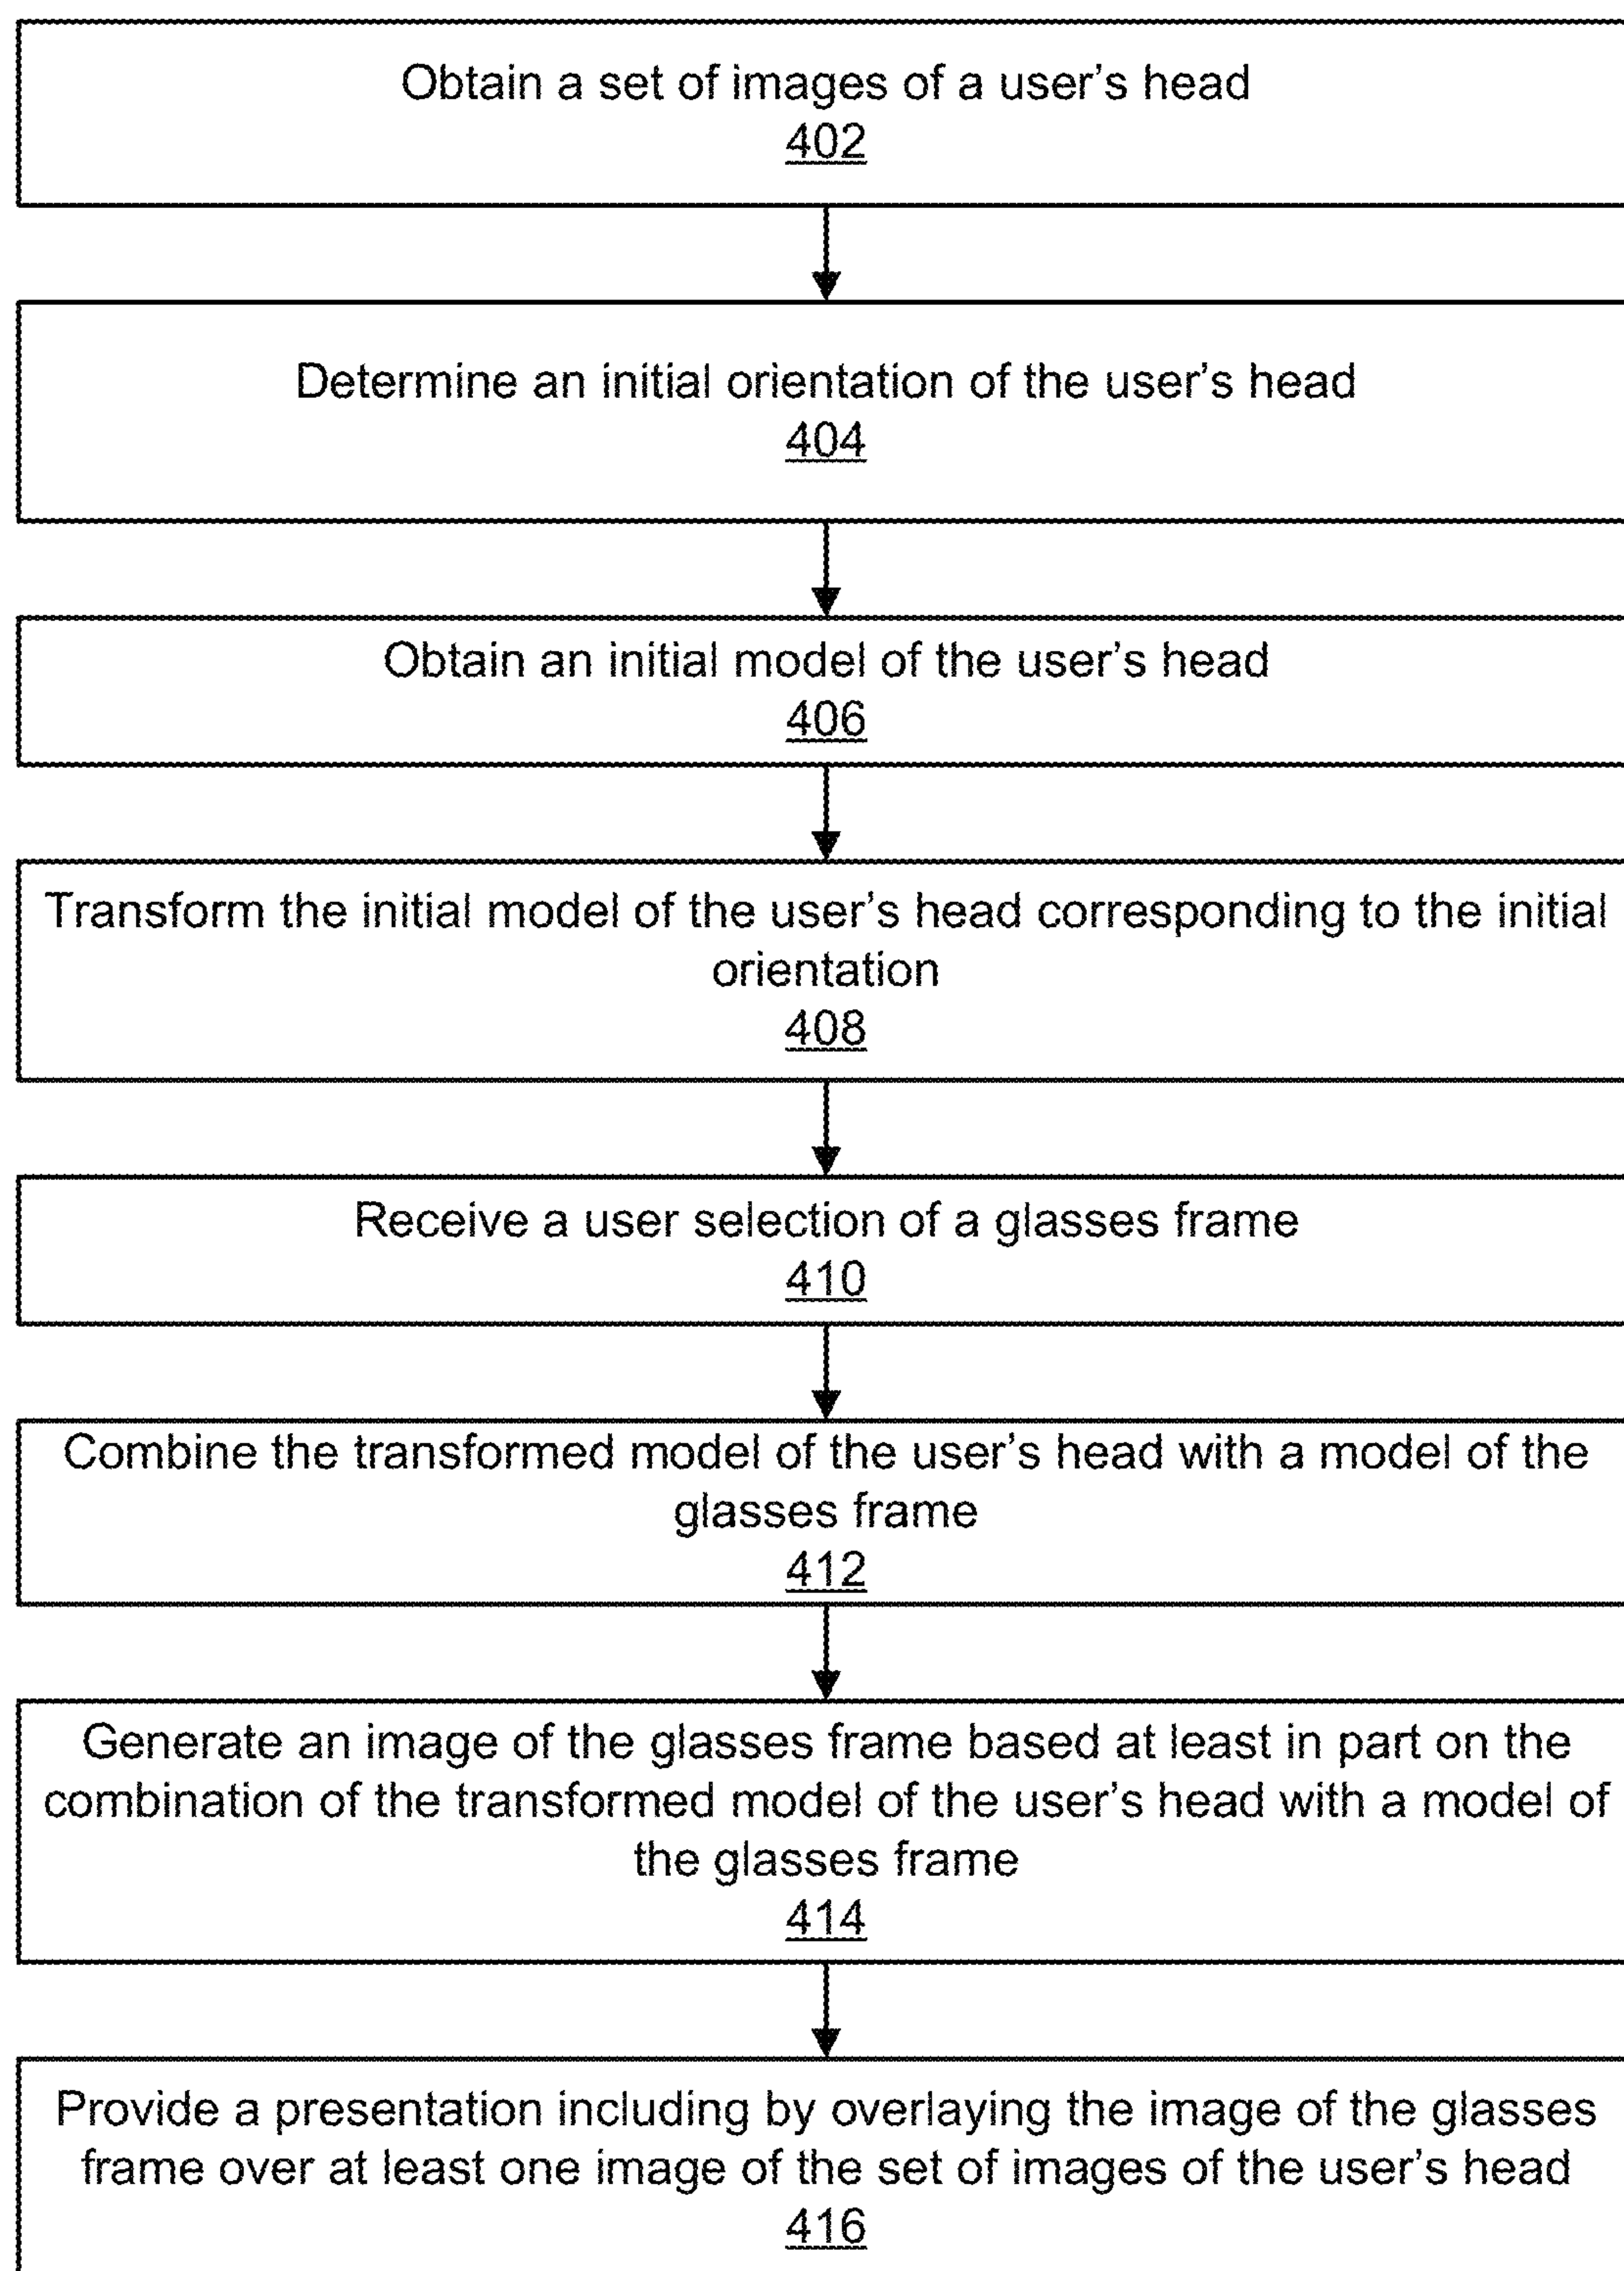 Obtain a set of images of a user's head
402
Determine an initial orientation of the user's head
404
Obtain an initial model of the user's head
406
Transform the initial model of the user's head corresponding to the initial
orientation
408
Receive a user selection of a glasses frame
410
Combine the transformed model of the user's head with a model of the
glasses frame
412
Generate an image of the glasses frame based at least in part on the
combination of the transformed model of the user's head with a model of
the glasses frame
414
Provide a presentation including by overlaying the image of the glasses
frame over at least one image of the set of images of the user's head
416